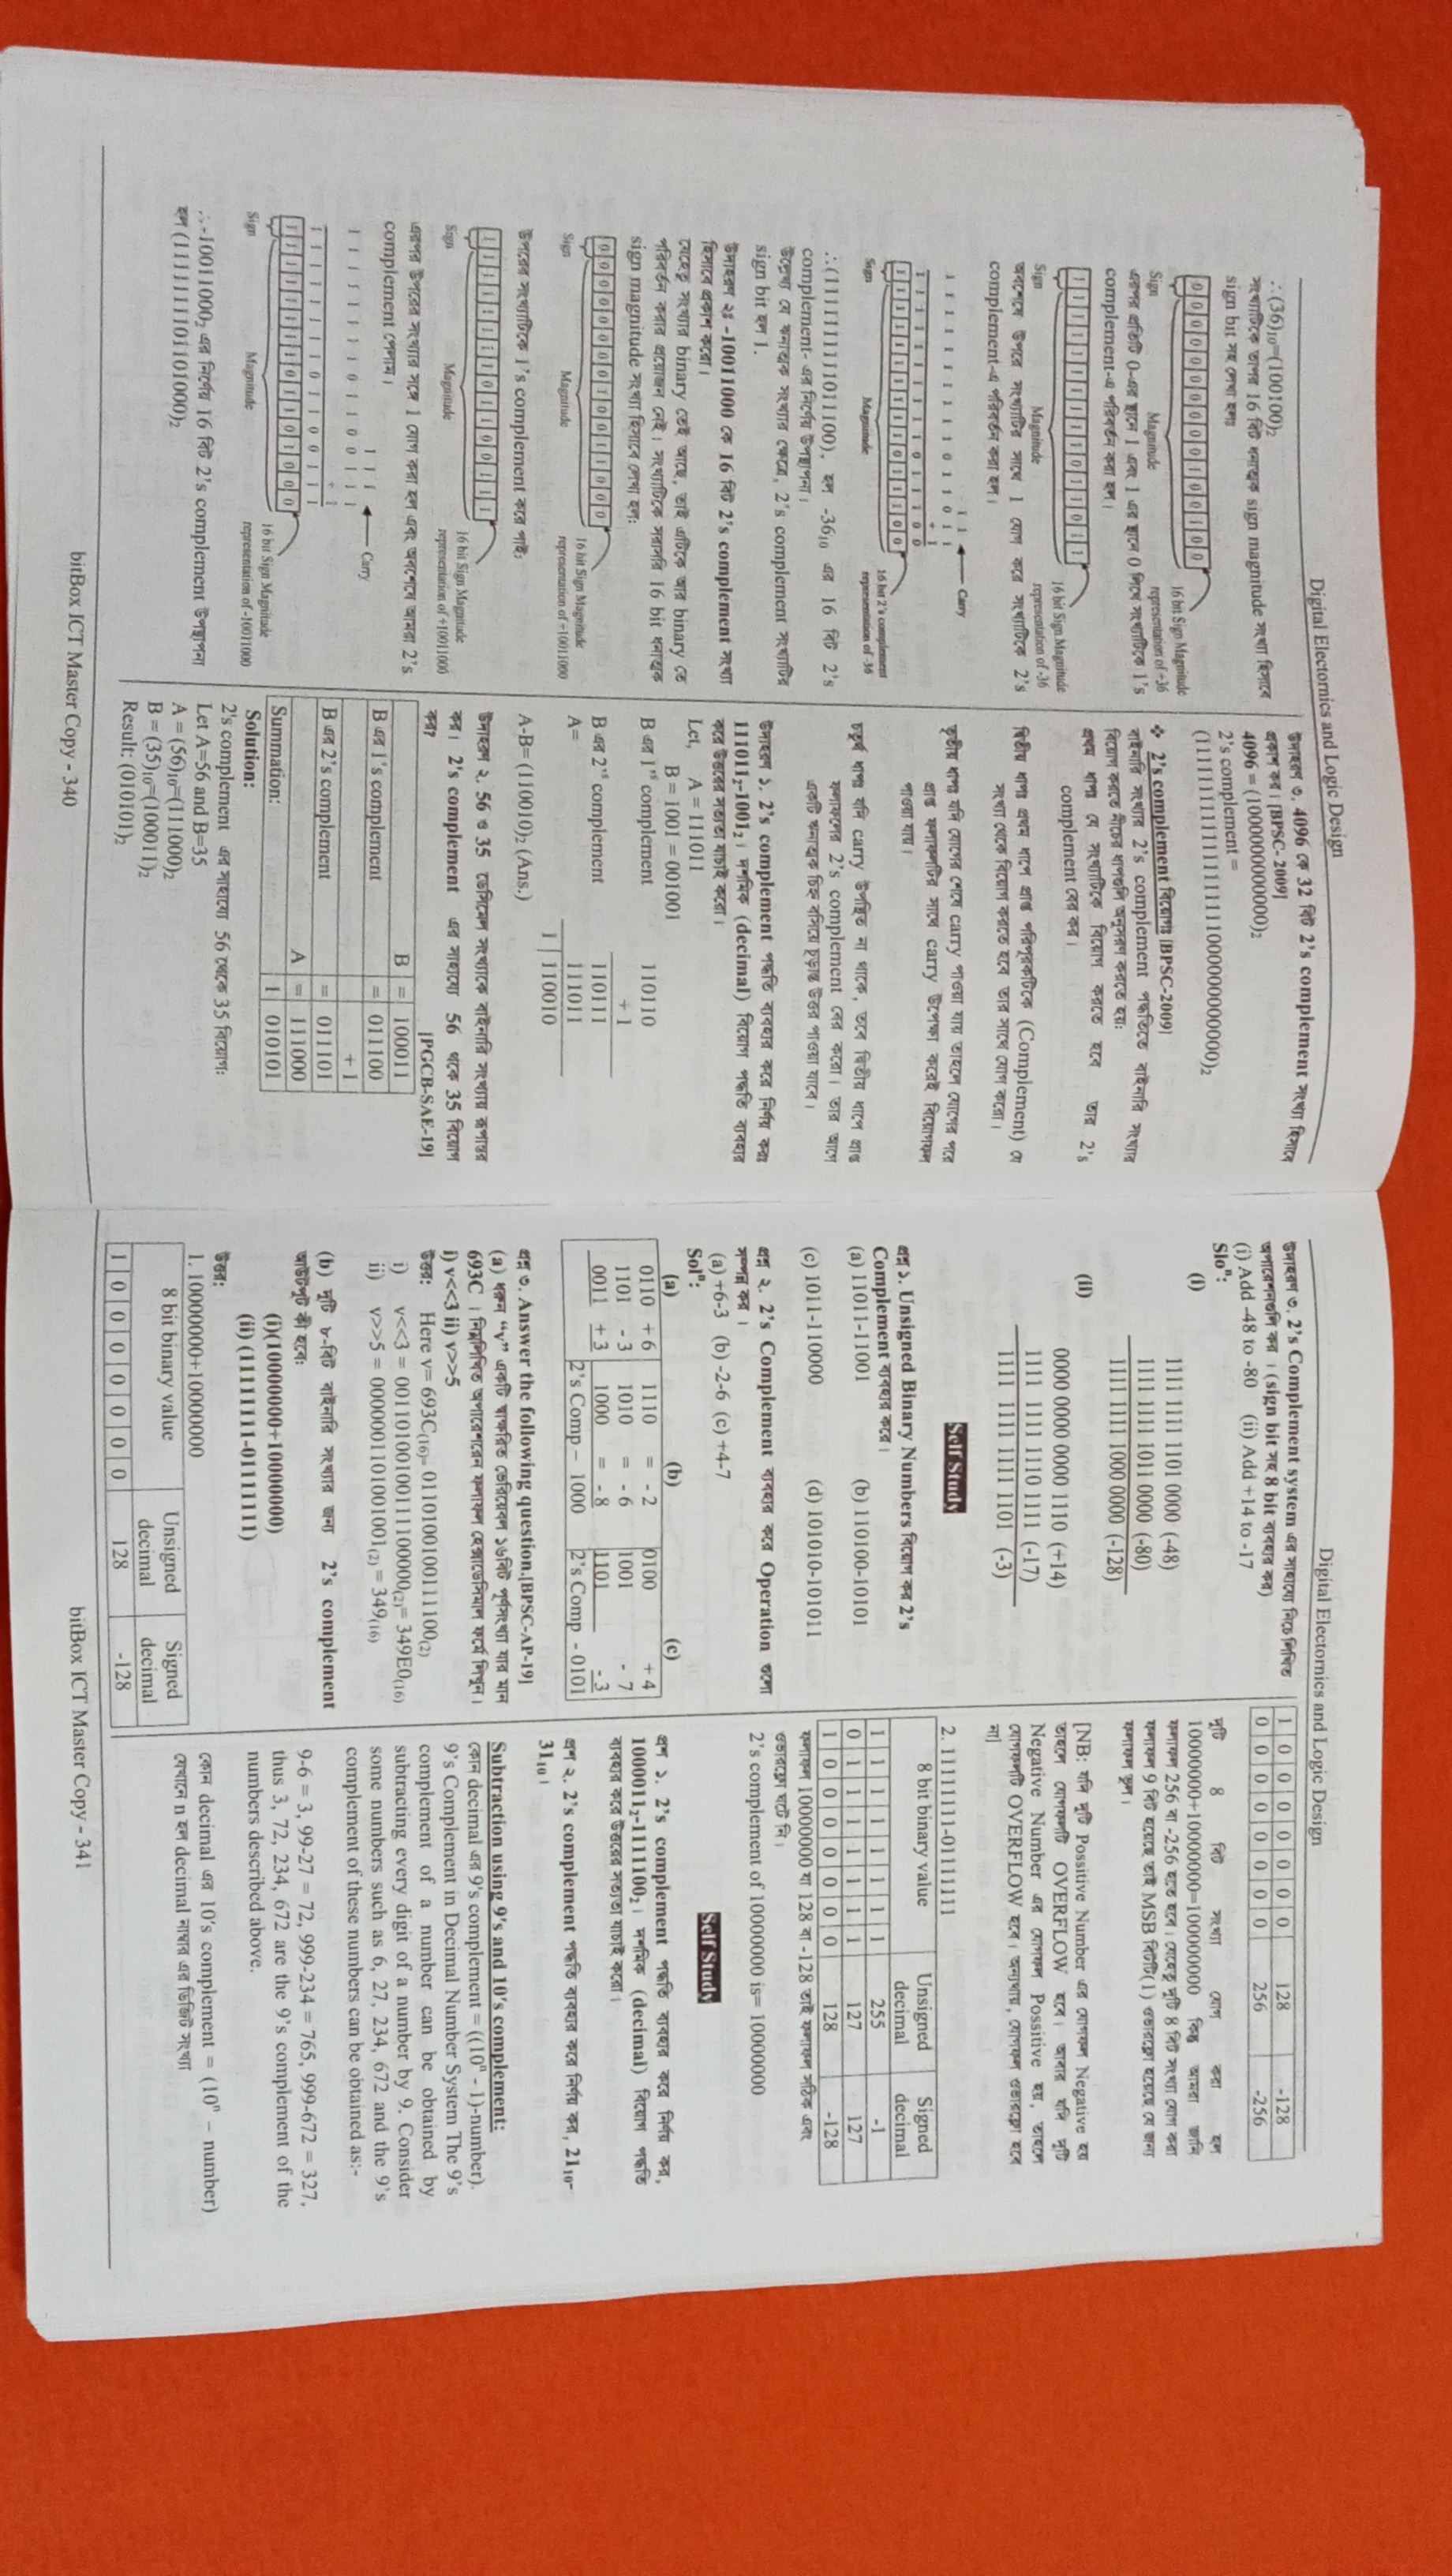 Digital Electornics and Logic Design
∴(36)10=(100100)2
সংখ্যাটিকে তাপর 16 বিট ধনাত্মক sign magnitude সংখ্যা হিসাবে
sign bit সহ লেখা হলঃ
0 0 0 0 0 0 0 0 0 0 1 0 0 1 0 0
16 bit Sign Magnitude
representation of +36
Sign Magnitude
এরপর প্রতিটি 0-এর স্থানে 1 এবং 1 এর স্থানে 0 লিখে সংখ্যাটিকে 1's
complement-এ পরিবর্তন করা হল।
1 1 1 1 1 1 1 1 1 1 0 1 1 0 1 1
16 bit Sign Magnitude
representation of -36
Sign Magnitude
অবশেষে উপরে সংখ্যাটির সাথে 1 যোগ করে সংখ্যাটিকে 2's
complement-এ পরিবর্তন করা হল।
1 1 Carry
1 1 1 1 1 1 1 1 1 1 0 1 1 0 1 1
+ 1
1 1 1 1 1 1 1 1 1 1 0 1 1 1 0 0
1 1 1 1 1 1 1 1 1 1 0 1 1 1 0 0
16 bit 2's complement
representation of -36
Sign Magnitude
∴(1111111111011100), হল -3610 এর 16 বিট 2's
complement- এর নির্ণেয় উপস্থাপনা।
উল্লেখ্য যে ঋনাত্মক সংখ্যার ক্ষেত্রে, 2's complement সংখ্যাটির
sign bit হল 1.
উদাহরণ ২ঃ -10011000 কে 16 বিট 2's complement সংখ্যা
হিসাবে প্রকাশ করো।
যেহেতু সংখ্যার binary তেই আছে, তাই এটিকে আর binary তে
পরিবর্তন করার প্রয়োজন নেই। সংখ্যাটিকে সরাসরি 16 bit ধনাত্মক
sign magnitude সংখ্যা হিসাবে লেখা হল:
0 0 0 0 0 0 0 0 1 0 0 1 1 0 0 0
16 bit Sign Magnitude
representation of +10011000
Sign Magnitude
উপরের সংখ্যাটিকে 1's complement করে পাই:
1 1 1 1 1 1 1 1 0 1 1 0 0 1 1 1
16 bit Sign Magnitude
representation of +10011000
Sign Magnitude
এরপর উপরের সংখ্যার সঙ্গে 1 যোগ করা হল এবং অবশেষে আমরা 2's
complement পেলাম।
1 1 1 Carry
1 1 1 1 1 1 1 1 0 1 1 0 0 1 1 1
+ 1
1 1 1 1 1 1 1 1 0 1 1 0 0 1 1 1
1 1 1 1 1 1 1 1 0 1 1 0 1 0 0 0
16 bit Sign Magnitude
representation of -10011000
Sign Magnitude
∴-100110002 এর নির্ণেয় 16 বিট 2's complement উপস্থাপনা
হল (1111111101101000)2
উদাহরণ ৩. 4096 কে 32 বিট 2's complement সংখ্যা হিসাবে
প্রকাশ কর। [BPSC- 2009]
4096 = (1000000000000)2
2's complement =
(11111111111111111111000000000000)2
❖ 2's complement বিয়োগঃ [BPSC-2009]
বাইনারি সংখ্যার 2's complement পদ্ধতিতে বাইনারি সংখ্যার
বিয়োগ করতে নীচের ধাপগুলি অনুসরণ করতে হয়:
প্রথম ধাপঃ যে সংখ্যাটিকে বিয়োগ করতে হবে তার 2's
complement বের কর।
দ্বিতীয় ধাপঃ প্রথম ধাপে প্রাপ্ত পরিপূরকটিকে (Complement) যে
সংখ্যা থেকে বিয়োগ করতে হবে তার সাথে যোগ করো।
তৃতীয় ধাপঃ যদি যোগের শেষে carry পাওয়া যায় তাহলে যোগের পরে
প্রাপ্ত ফলাফলটির সাথে carry উপেক্ষা করেই বিয়োগফল
পাওয়া যায়।
চতুর্থ ধাপঃ যদি carry উপস্থিত না থাকে, তবে দ্বিতীয় ধাপে প্রাপ্ত
ফলাফলের 2's complement বের করো। তার আগে
একটি ঋনাত্মক চিহ্ন বসিয়ে চূড়ান্ত উত্তর পাওয়া যাবে।
উদাহরণ ১. 2's complement পদ্ধতি ব্যবহার করে নির্ণয় করঃ
1110112-10012। দশমিক (decimal) বিয়োগ পদ্ধতি ব্যবহার
করে উত্তরের সত্যতা যাচাই করো।
Let, A = 111011
B = 1001 = 001001
B এর 1's complement 110110
+ 1
B এর 2's complement 110111
A= 111011
1 110010
A-B= (110010)2 (Ans.)
উদাহরণ ২. 56 ও 35 ডেসিমেল সংখ্যাকে বাইনারি সংখ্যায় রূপান্তর
কর। 2's complement এর সাহায্যে 56 থকে 35 বিয়োগ
কর? [PGCB-SAE-19]
B = 100011
B এর 1's complement = 011100
+ 1
B এর 2's complement = 011101
A = 111000
Summation: 1 010101
Solution:
2's complement এর সাহায্যে 56 থেকে 35 বিয়োগ:
Let A=56 and B=35
A = (56)10=(111000)2
B = (35)10=(100011)2
Result: (010101)2
bitBox ICT Master Copy - 340
Digital Electornics and Logic Design
উদাহরণ ৩. 2's Complement system এর সাহায্যে নিচে লিখিত
অপারেশনগুলি কর । (sign bit সহ 8 bit ব্যবহার কর)
(i) Add -48 to -80 (ii) Add +14 to -17
Slon:
(i)
1111 1111 1101 0000 (-48)
1111 1111 1011 0000 (-80)
1111 1111 1000 0000 (-128)
(ii)
0000 0000 0000 1110 (+14)
1111 1111 1110 1111 (-17)
1111 1111 1111 1101 (-3)
Self Study
প্রশ্ন ১. Unsigned Binary Numbers বিয়োগ কর 2's
Complement ব্যবহার করে।
(a) 11011-11001 (b) 110100-10101
(c) 1011-110000 (d) 101010-101011
প্রশ্ন ২. 2's Complement ব্যবহার করে Operation গুলো
সম্পন্ন কর ।
(a) +6-3 (b) -2-6 (c) +4-7
Soln:
(a) (b) (c)
0110 + 6 1110 = - 2 0100 + 4
1101 - 3 1010 = - 6 1001 - 7
0011 + 3 1000 = - 8 1101 - 3
2's Comp – 1000 2's Comp - 0101
প্রশ্ন ৩. Answer the following question.[BPSC-AP-19]
(a) ধরুন “v” একটি স্বাক্ষরিত ভেরিয়েবল ১৬বিট পূর্ণসংখ্যা যার মান
693C । নিম্নলিখিত অপারেশরেন ফলাফল হেক্সাডেসিমাল ফর্মে লিখুন।
i) v<<3 ii) v>>5
উত্তর: Here v= 693C(16)= 0110100100111100(2)
i) v<<3 = 0011010010011110​0000(2)= 349E0(16)
ii) v>>5 = 0000001101001001(2) = 349(16)
(b) দুটি ৮-বিট বাইনারি সংখ্যার জন্য 2's complement
আউটপুট কী হবে:
(i)(10000000+10000000)
(ii) (11111111-01111111)
উত্তর:
1. 10000000+10000000
8 bit binary value Unsigned decimal Signed decimal
1 0 0 0 0 0 0 0 128 -128
1 0 0 0 0 0 0 0 128 -128
0 0 0 0 0 0 0 0 256 -256
দুটি 8 বিট সংখ্যা যোগ করা হল
10000000+10000000=100000000 কিন্তু আমরা জানি
ফলাফল 256 বা -256 হতে হবে। যেহেতু দুটি 8 বিট সংখ্যা যোগ করা
ফলাফল 9 বিট হয়েছে তাই MSB বিটটি(1) ওভারফ্লো হয়েছে যে জন্য
ফলাফল ভুল।
[NB: যদি দুটি Possitive Number এর যোগফল Negative হয়
তাহলে যোগফলটি OVERFLOW হবে। আবার যদি দুটি
Negative Number এর যোগফল Possitive হয়, তাহলে
যোগফলটি OVERFLOW হবে। অন্যথায়, যোগফল ওভারফ্লো হবে
না]
2. 11111111-01111111
8 bit binary value Unsigned decimal Signed decimal
1 1 1 1 1 1 1 1 255 -1
0 1 1 1 1 1 1 1 127 127
1 0 0 0 0 0 0 0 128 -128
ফলাফল 10000000 যা 128 বা -128 তাই ফলাফল সঠিক এবং
ওভারফ্লো ঘটে নি।
2's complement of 10000000 is= 10000000
Self Study
প্রশ্ন ১. 2's complement পদ্ধতি ব্যবহার করে নির্ণয় কর,
10000112-11111002। দশমিক (decimal) বিয়োগ পদ্ধতি
ব্যবহার করে উত্তরের সত্যতা যাচাই করো।
প্রশ্ন ২. 2's complement পদ্ধতি ব্যবহার করে নির্ণয় কর, 2110-
3110।
Subtraction using 9's and 10's complement:
কোন decimal এর 9's complement = ((10n - 1)-number).
9's Complement in Decimal Number System The 9's
complement of a number can be obtained by
subtracting every digit of a number by 9. Consider
some numbers such as 6, 27, 234, 672 and the 9's
complement of these numbers can be obtained as:-
9-6 = 3, 99-27 = 72, 999-234 = 765, 999-672 = 327,
thus 3, 72, 234, 672 are the 9's complement of the
numbers described above.
কোন decimal এর 10's complement = (10n – number)
যেখানে n হল decimal নাম্বার এর ডিজিট সংখ্যা
bitBox ICT Master Copy - 341